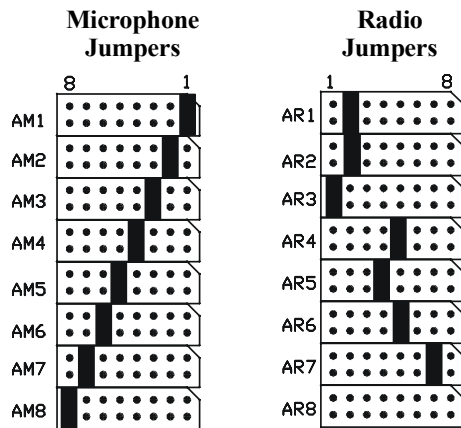 Microphone
Jumpers
8 1
AM1
AM2
AM3
AM4
AM5
AM6
AM7
AM8
Radio
Jumpers
1 8
AR1
AR2
AR3
AR4
AR5
AR6
AR7
AR8